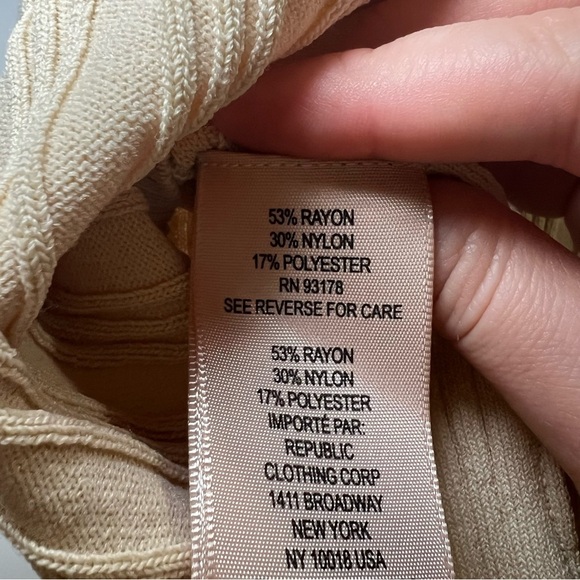 53% RAYON
30% NYLON
17% POLYESTER
RN 93178
SEE REVERSE FOR CARE
53% RAYON
30% NYLON
17% POLYESTER
IMPORTÉ PAR.
REPUBLIC
CLOTHING CORP
1411 BROADWAY
NEW YORK
NY 10018 USA